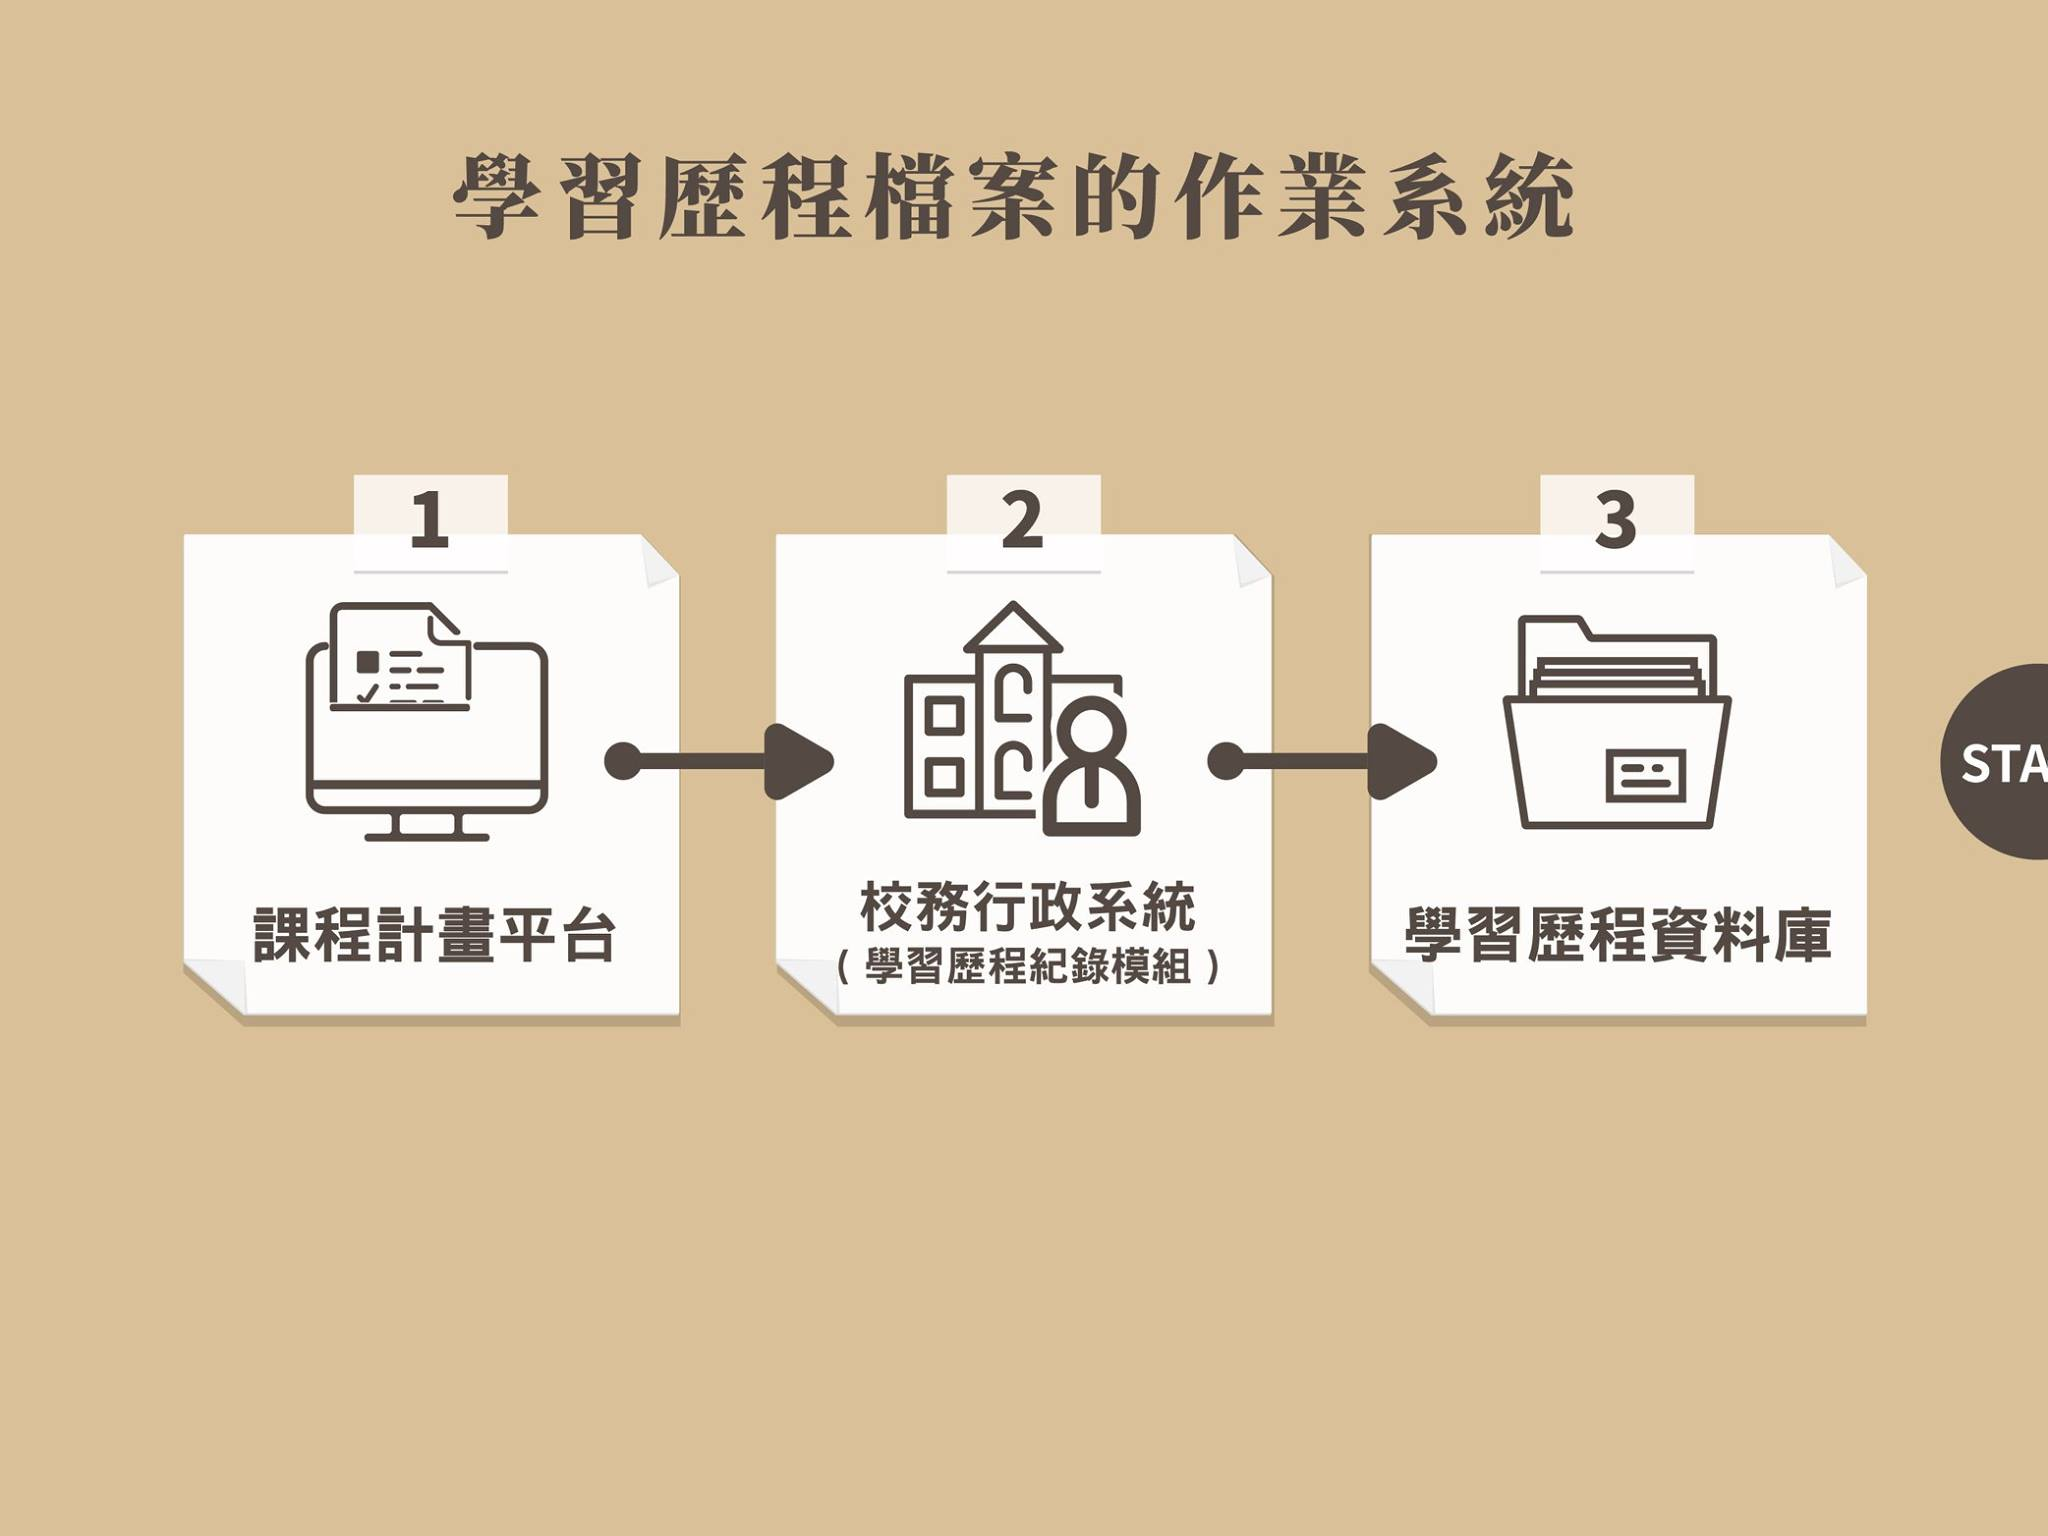 學習歷程檔案的作業系統
1
課程計畫平台
2
校務行政系統
( 學習歷程紀錄模組 )
3
學習歷程資料庫
STA